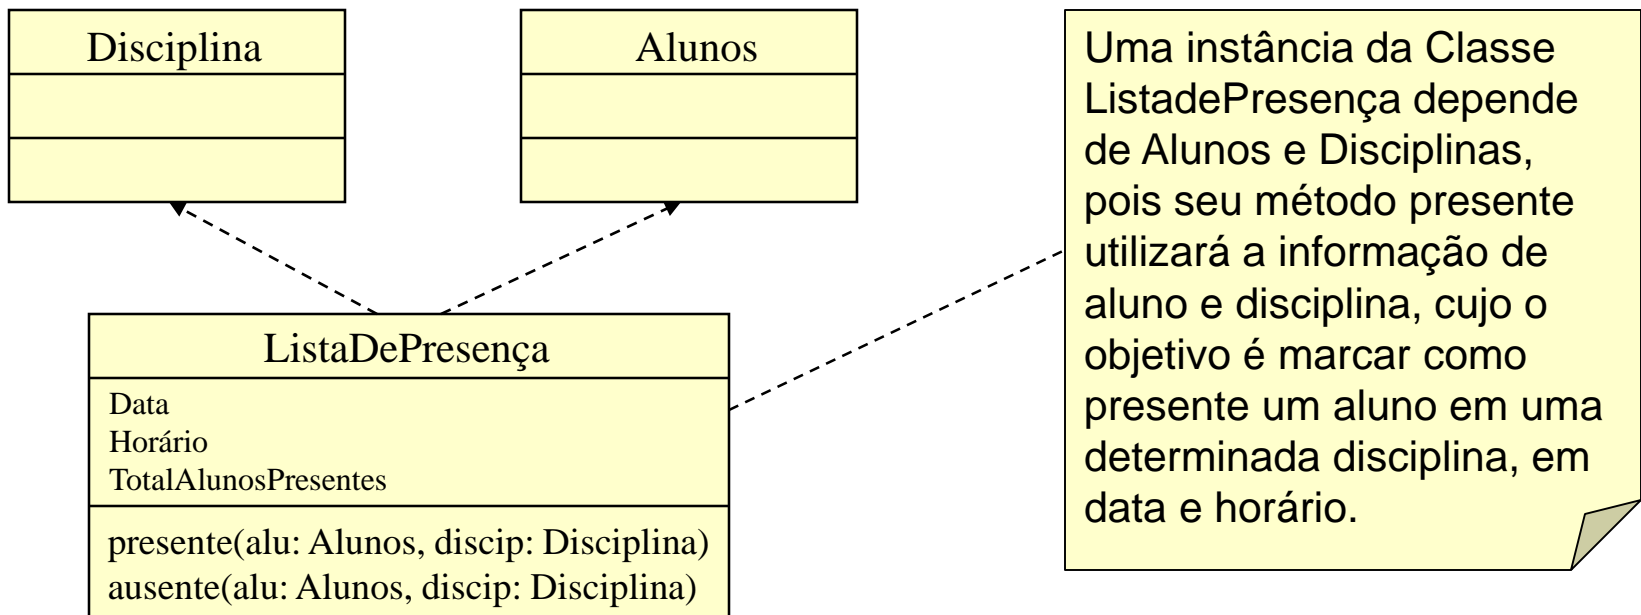 Disciplina
Alunos
ListaDePresença
Data
Horário
TotalAlunosPresentes
presente(alu: Alunos, discip: Disciplina)
ausente(alu: Alunos, discip: Disciplina)
Uma instância da Classe
ListadePresença depende
de Alunos e Disciplinas,
pois seu método presente
utilizará a informação de
aluno e disciplina, cujo o
objetivo é marcar como
presente um aluno em uma
determinada disciplina, em
data e horário.